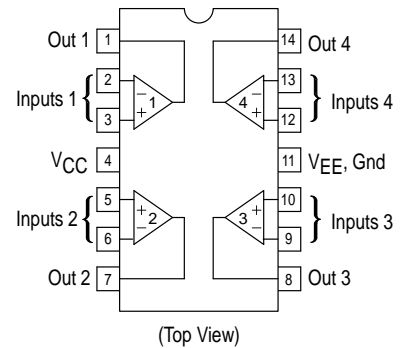 Out 1 1 14 Out 4
2 − − 13
Inputs 1 1 4 Inputs 4
3 + + 12
VCC 4 11 VEE, Gnd
5 + + 10
Inputs 2 2 3 Inputs 3
6 − − 9
Out 2 7 8 Out 3
(Top View)